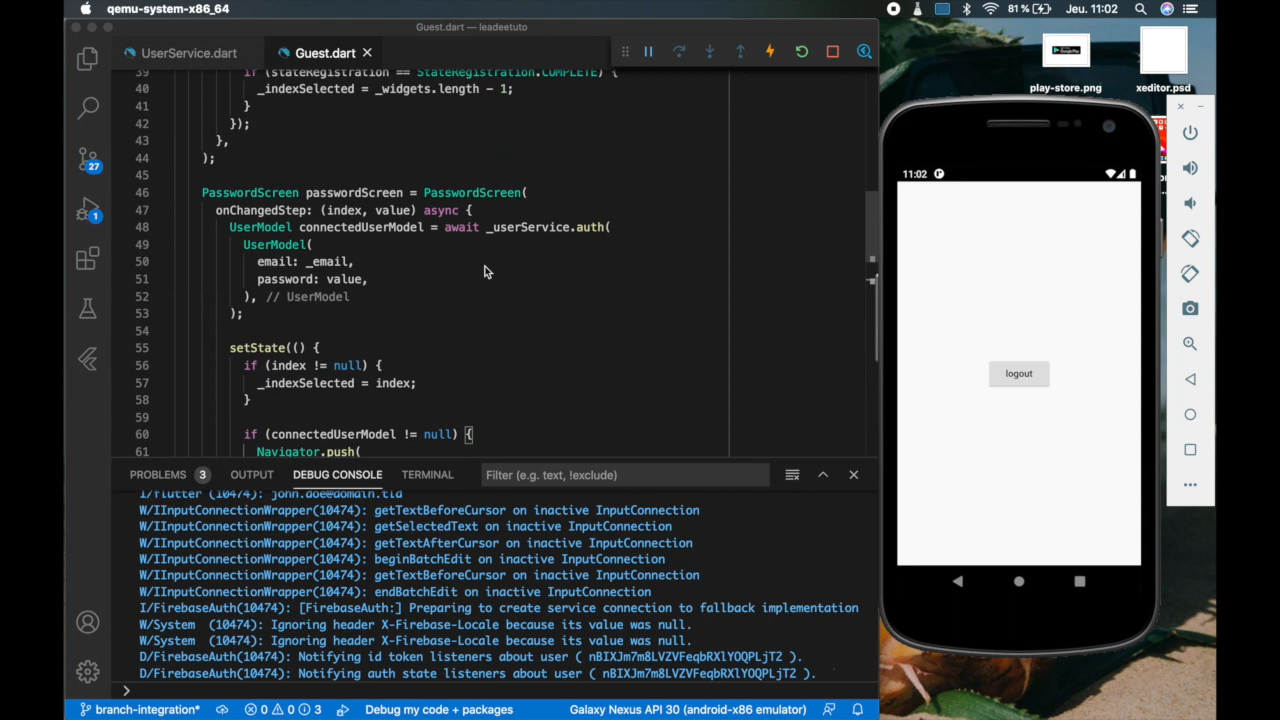 qemu-system-x86_64
81% Jeu. 11:02
Guest.dart — leadeetuto
UserService.dart Guest.dart
39 if (stateRegistration == StateRegistration.COMPLETE) {
40 _indexSelected = _widgets.length - 1;
41 }
42 });
43 },
44 );
45
46 PasswordScreen passwordScreen = PasswordScreen(
47 onChangedStep: (index, value) async {
48 UserModel connectedUserModel = await _userService.auth(
49 UserModel(
50 email: _email,
51 password: value,
52 ), // UserModel
53 );
54
55 setState(() {
56 if (index != null) {
57 _indexSelected = index;
58 }
59
60 if (connectedUserModel != null) {
61 Navigator.push(
27
1
PROBLEMS 3 OUTPUT DEBUG CONSOLE TERMINAL Filter (e.g. text, !exclude)
I/flutter (10474): john.doe@domain.tld
W/IInputConnectionWrapper(10474): getTextBeforeCursor on inactive InputConnection
W/IInputConnectionWrapper(10474): getSelectedText on inactive InputConnection
W/IInputConnectionWrapper(10474): getTextAfterCursor on inactive InputConnection
W/IInputConnectionWrapper(10474): beginBatchEdit on inactive InputConnection
W/IInputConnectionWrapper(10474): getTextBeforeCursor on inactive InputConnection
W/IInputConnectionWrapper(10474): endBatchEdit on inactive InputConnection
I/FirebaseAuth(10474): [FirebaseAuth:] Preparing to create service connection to fallback implementation
W/System (10474): Ignoring header X-Firebase-Locale because its value was null.
W/System (10474): Ignoring header X-Firebase-Locale because its value was null.
D/FirebaseAuth(10474): Notifying id token listeners about user ( nBIXJm7m8LVZVFeqbRXlYOQPLjT2 ).
D/FirebaseAuth(10474): Notifying auth state listeners about user ( nBIXJm7m8LVZVFeqbRXlYOQPLjT2 ).
branch-integration* 0 0 3 Debug my code + packages Galaxy Nexus API 30 (android-x86 emulator)
play-store.png xeditor.psd
11:02
logout